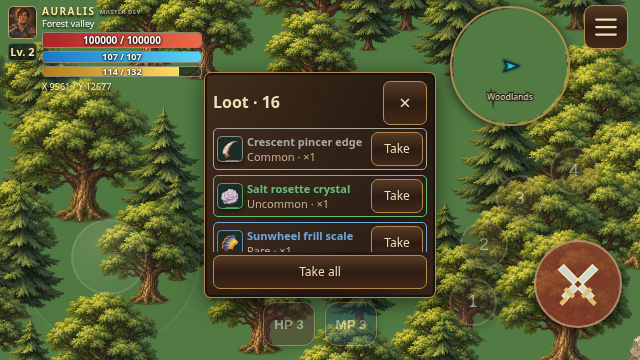 AURALIS MASTER DEV
Forest valley
100000 / 100000
Lv. 2
107 / 107
114 / 132
Woodlands
Loot · 16
×
Crescent pincer edge
Common · ×1
Take
Salt rosette crystal
Uncommon · ×1
Take
Sunwheel frill scale
Rare · ×1
Take
Take all
4
3
2
1
HP 3
MP 3